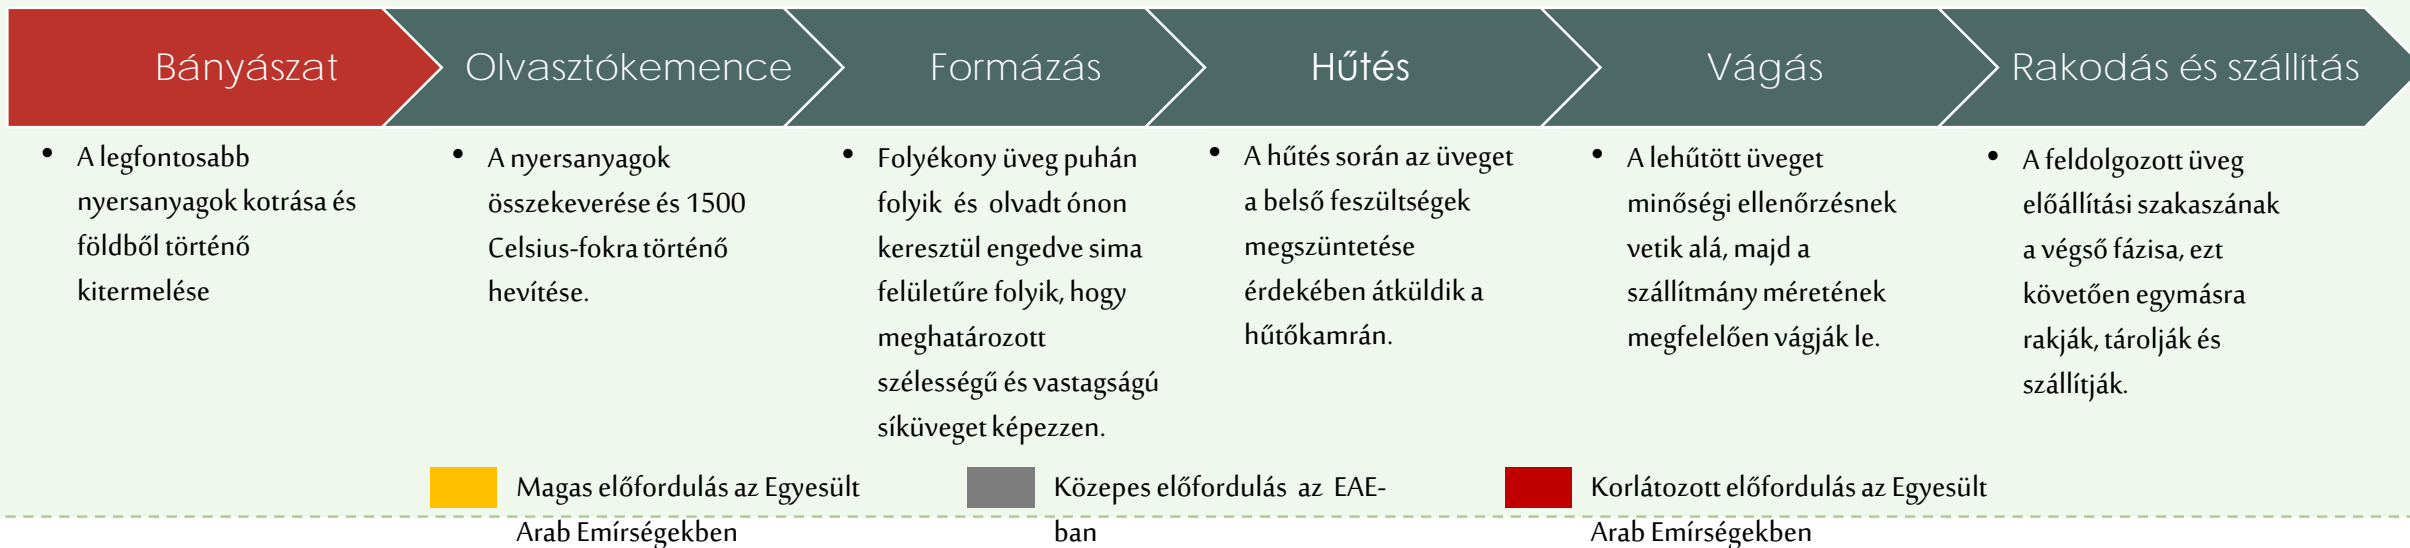 Bányászat
Olvasztókemence
Formázás
Hűtés
Vágás
Rakodás és szállítás
• A legfontosabb
nyersanyagok kotrása és
földből történő
kitermelése
• A nyersanyagok
összekeverése és 1500
Celsius-fokra történő
hevítése.
• Folyékony üveg puhán
folyik és olvadt ónon
keresztül engedve sima
felületűre folyik, hogy
meghatározott
szélességű és vastagságú
síküveget képezzen.
• A hűtés során az üveget
a belső feszültségek
megszüntetése
érdekében átküldik a
hűtőkamrán.
• A lehűtött üveget
minőségi ellenőrzésnek
vetik alá, majd a
szállítmány méretének
megfelelően vágják le.
• A feldolgozott üveg
előállítási szakaszának
a végső fázisa, ezt
követően egymásra
rakják, tárolják és
szállítják.
Magas előfordulás az Egyesült
Arab Emírségekben
Közepes előfordulás az EAE-
ban
Korlátozott előfordulás az Egyesült
Arab Emírségekben